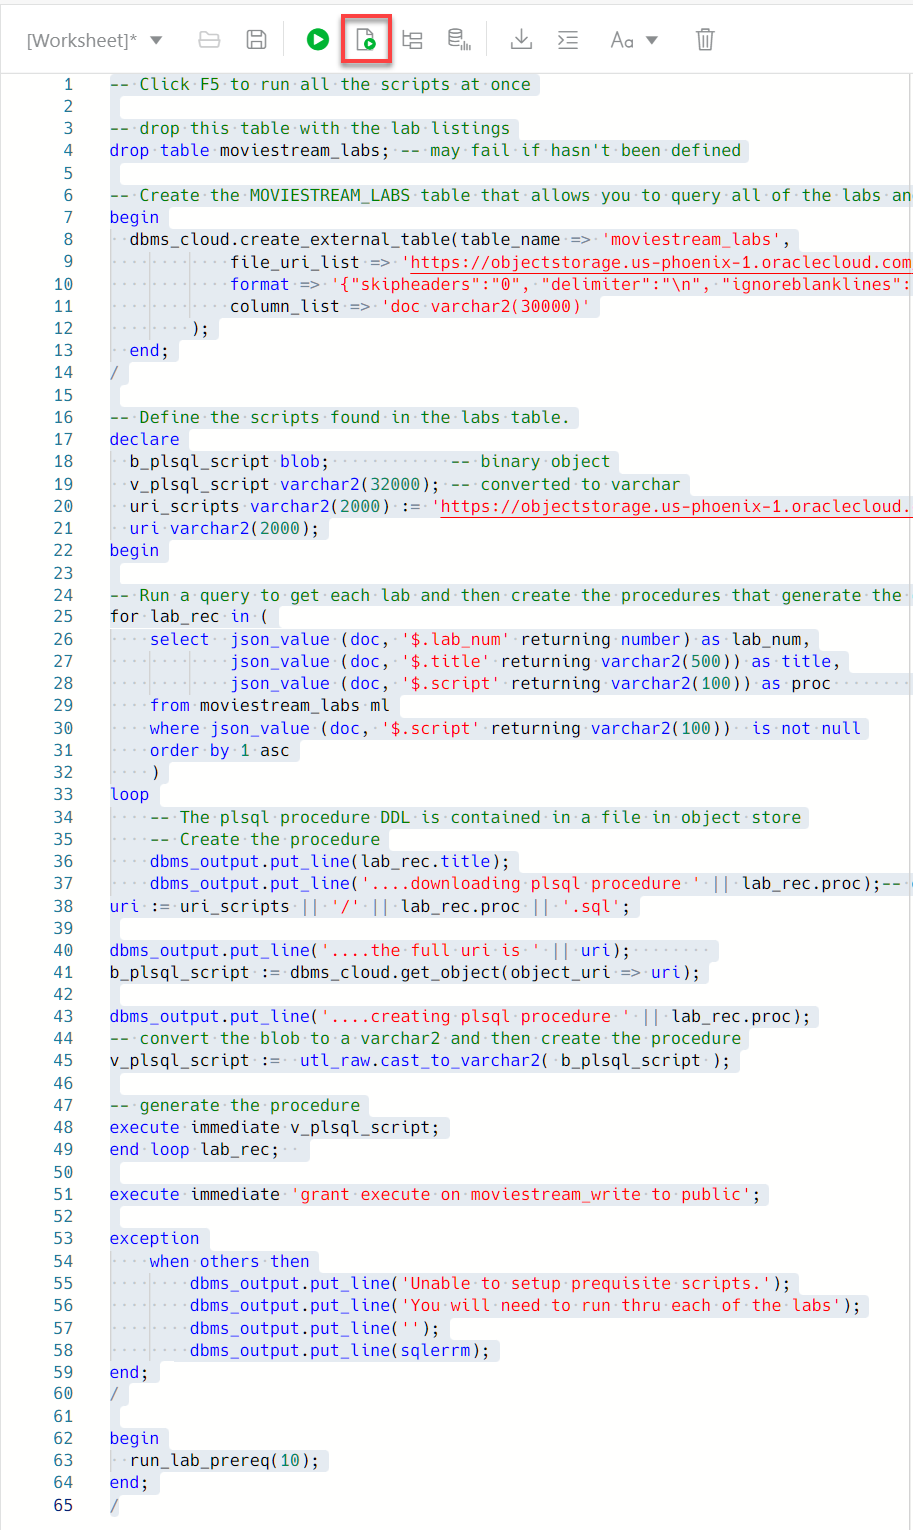 [Worksheet]*
Aa
1 -- Click F5 to run all the scripts at once
2
3 -- drop this table with the lab listings
4 drop table moviestream_labs; -- may fail if hasn't been defined
5
6 -- Create the MOVIESTREAM_LABS table that allows you to query all of the labs an
7 begin
8 dbms_cloud.create_external_table(table_name => 'moviestream_labs',
9 file_uri_list => 'https://objectstorage.us-phoenix-1.oraclecloud.com
10 format => '{"skipheaders":"0", "delimiter":"\n", "ignoreblanklines":
11 column_list => 'doc varchar2(30000)'
12 );
13 end;
14 /
15
16 -- Define the scripts found in the labs table.
17 declare
18 b_plsql_script blob; -- binary object
19 v_plsql_script varchar2(32000); -- converted to varchar
20 uri_scripts varchar2(2000) := 'https://objectstorage.us-phoenix-1.oraclecloud.
21 uri varchar2(2000);
22 begin
23
24 -- Run a query to get each lab and then create the procedures that generate the
25 for lab_rec in (
26 select json_value (doc, '$.lab_num' returning number) as lab_num,
27 json_value (doc, '$.title' returning varchar2(500)) as title,
28 json_value (doc, '$.script' returning varchar2(100)) as proc
29 from moviestream_labs ml
30 where json_value (doc, '$.script' returning varchar2(100)) is not null
31 order by 1 asc
32 )
33 loop
34 -- The plsql procedure DDL is contained in a file in object store
35 -- Create the procedure
36 dbms_output.put_line(lab_rec.title);
37 dbms_output.put_line('....downloading plsql procedure ' || lab_rec.proc);--
38 uri := uri_scripts || '/' || lab_rec.proc || '.sql';
39
40 dbms_output.put_line('....the full uri is ' || uri);
41 b_plsql_script := dbms_cloud.get_object(object_uri => uri);
42
43 dbms_output.put_line('....creating plsql procedure ' || lab_rec.proc);
44 -- convert the blob to a varchar2 and then create the procedure
45 v_plsql_script := utl_raw.cast_to_varchar2( b_plsql_script );
46
47 -- generate the procedure
48 execute immediate v_plsql_script;
49 end loop lab_rec;
50
51 execute immediate 'grant execute on moviestream_write to public';
52
53 exception
54 when others then
55 dbms_output.put_line('Unable to setup prequisite scripts.');
56 dbms_output.put_line('You will need to run thru each of the labs');
57 dbms_output.put_line('');
58 dbms_output.put_line(sqlerrm);
59 end;
60 /
61
62 begin
63 run_lab_prereq(10);
64 end;
65 /